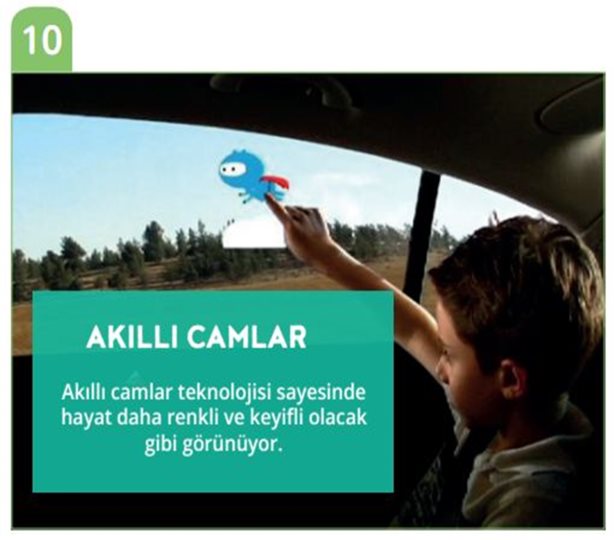 10
AKILLI CAMLAR
Akıllı camlar teknolojisi sayesinde
hayat daha renkli ve keyifli olacak
gibi görünüyor.